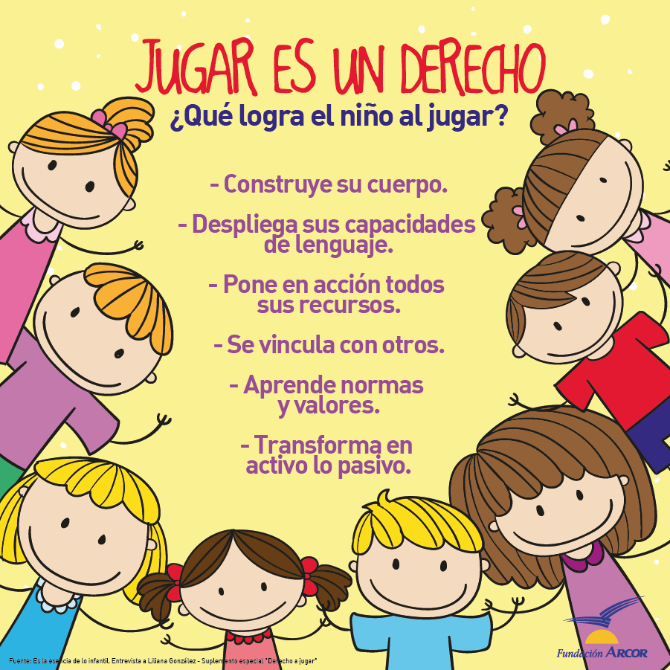 JUGAR ES UN DERECHO
¿Qué logra el niño al jugar?
- Construye su cuerpo.
- Despliega sus capacidades
de lenguaje.
- Pone en acción todos
sus recursos.
- Se vincula con otros.
- Aprende normas
y valores.
- Transforma en
activo lo pasivo.
Fundación ARCOR
Fuente: Es la esencia de lo infantil. Entrevista a Liliana González - Suplemento especial "Derecho a jugar"